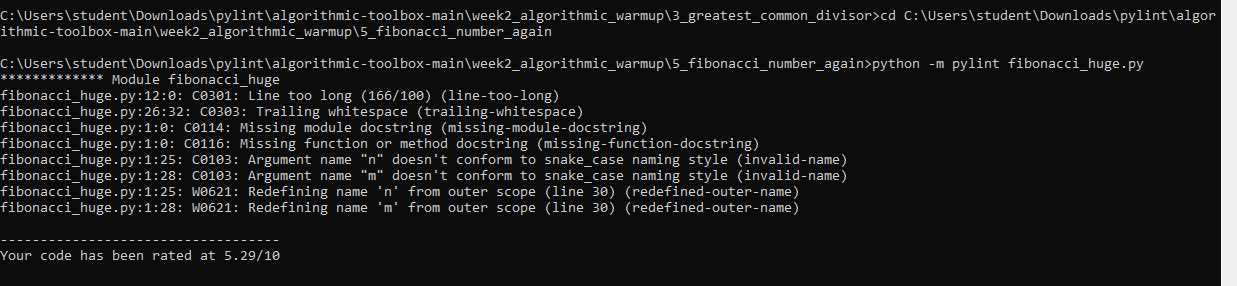 C:\Users\student\Downloads\pylint\algorithmic-toolbox-main\week2_algorithmic_warmup\3_greatest_common_divisor>cd C:\Users\student\Downloads\pylint\algor
ithmic-toolbox-main\week2_algorithmic_warmup\5_fibonacci_number_again
C:\Users\student\Downloads\pylint\algorithmic-toolbox-main\week2_algorithmic_warmup\5_fibonacci_number_again>python -m pylint fibonacci_huge.py
************* Module fibonacci_huge
fibonacci_huge.py:12:0: C0301: Line too long (166/100) (line-too-long)
fibonacci_huge.py:26:32: C0303: Trailing whitespace (trailing-whitespace)
fibonacci_huge.py:1:0: C0114: Missing module docstring (missing-module-docstring)
fibonacci_huge.py:1:0: C0116: Missing function or method docstring (missing-function-docstring)
fibonacci_huge.py:1:25: C0103: Argument name "n" doesn't conform to snake_case naming style (invalid-name)
fibonacci_huge.py:1:28: C0103: Argument name "m" doesn't conform to snake_case naming style (invalid-name)
fibonacci_huge.py:1:25: W0621: Redefining name 'n' from outer scope (line 30) (redefined-outer-name)
fibonacci_huge.py:1:28: W0621: Redefining name 'm' from outer scope (line 30) (redefined-outer-name)
-----------------------------------
Your code has been rated at 5.29/10